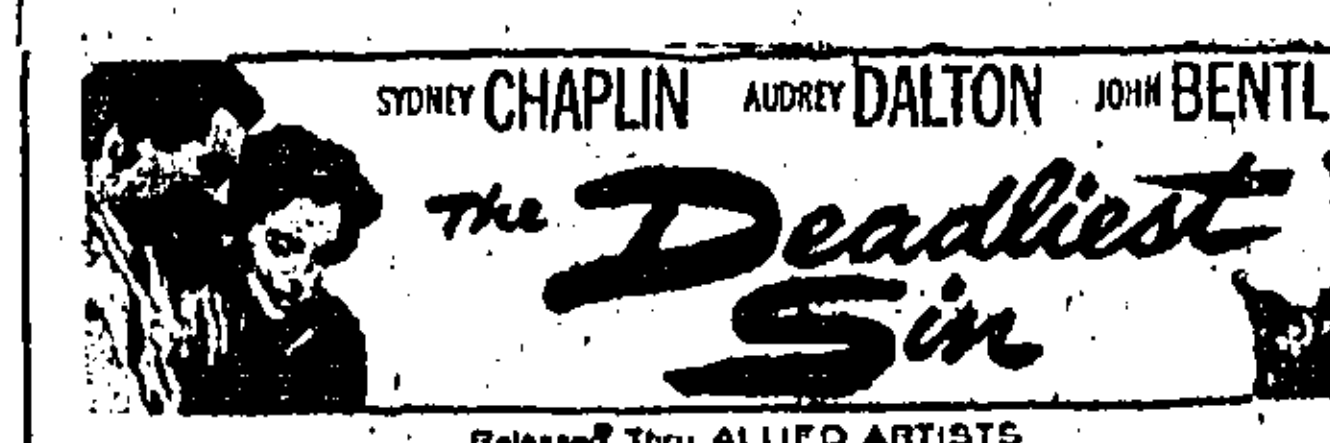 SYDNEY CHAPLIN AUDREY DALTON JOHN BENTL
The Deadliest
Sin
Released Thru ALLIED ARTISTS